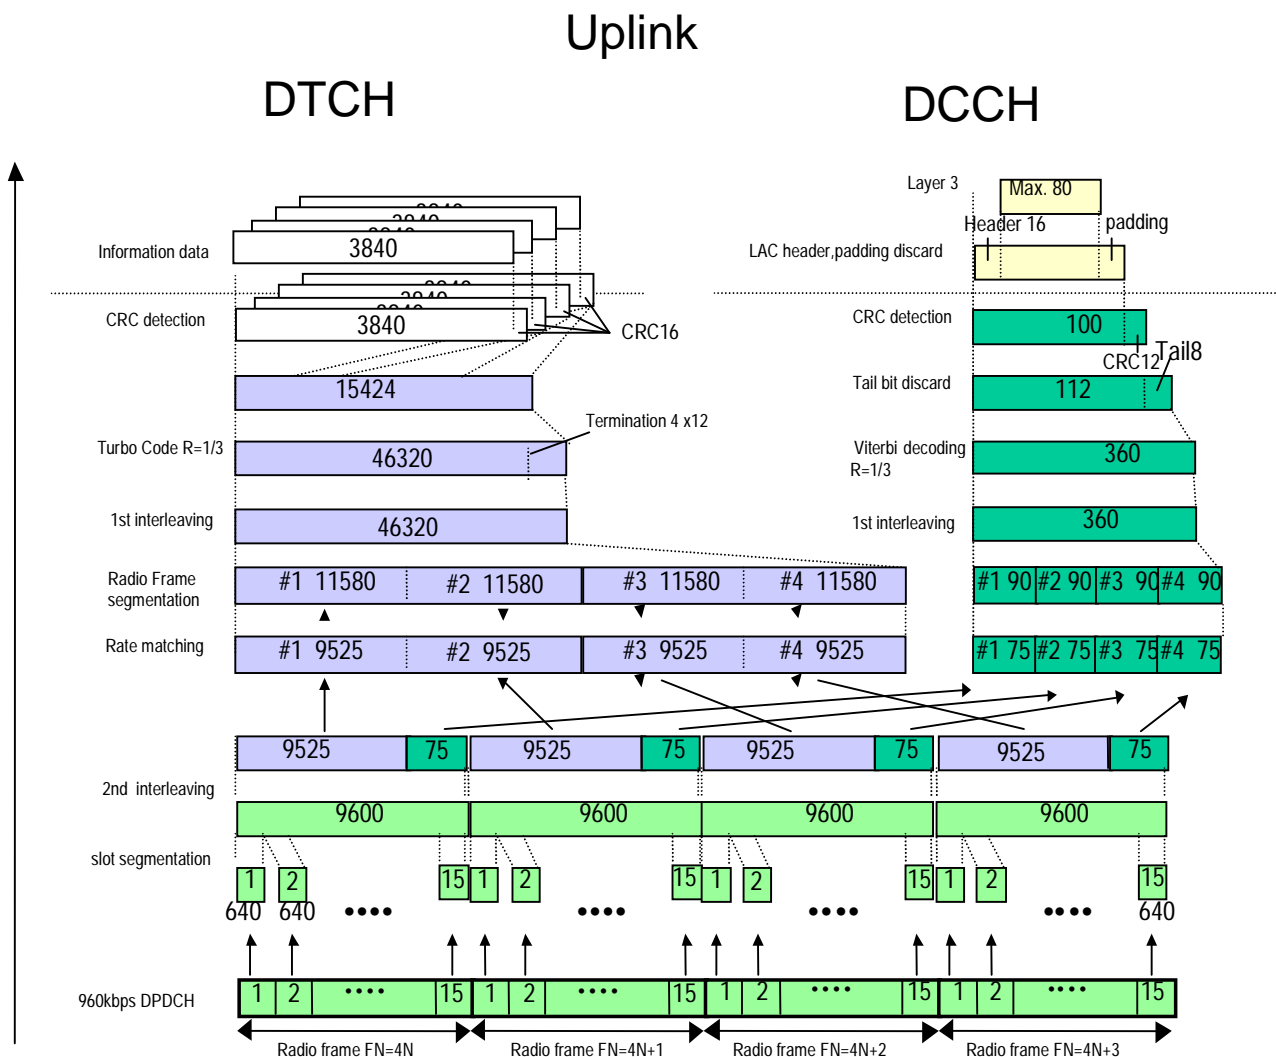 Uplink
DTCH
DCCH
Layer 3
Max. 80
Header 16
padding
Information data
3840
3840
3840
3840
LAC header,padding discard
CRC detection
3840
3840
3840
3840
CRC16
CRC detection
100
CRC12
Tail8
15424
Tail bit discard
112
Termination 4 x12
Turbo Code R=1/3
46320
Viterbi decoding
R=1/3
360
1st interleaving
46320
1st interleaving
360
Radio Frame
segmentation
#1 11580
#2 11580
#3 11580
#4 11580
#1 90
#2 90
#3 90
#4 90
Rate matching
#1 9525
#2 9525
#3 9525
#4 9525
#1 75
#2 75
#3 75
#4 75
9525
75
9525
75
9525
75
9525
75
2nd interleaving
9600
9600
9600
9600
slot segmentation
1
2
15
1
2
15
1
2
15
1
2
15
640
640
••••
••••
••••
••••
640
960kbps DPDCH
1
2
••••
15
1
2
••••
15
1
2
••••
15
1
2
••••
15
Radio frame FN=4N
Radio frame FN=4N+1
Radio frame FN=4N+2
Radio frame FN=4N+3